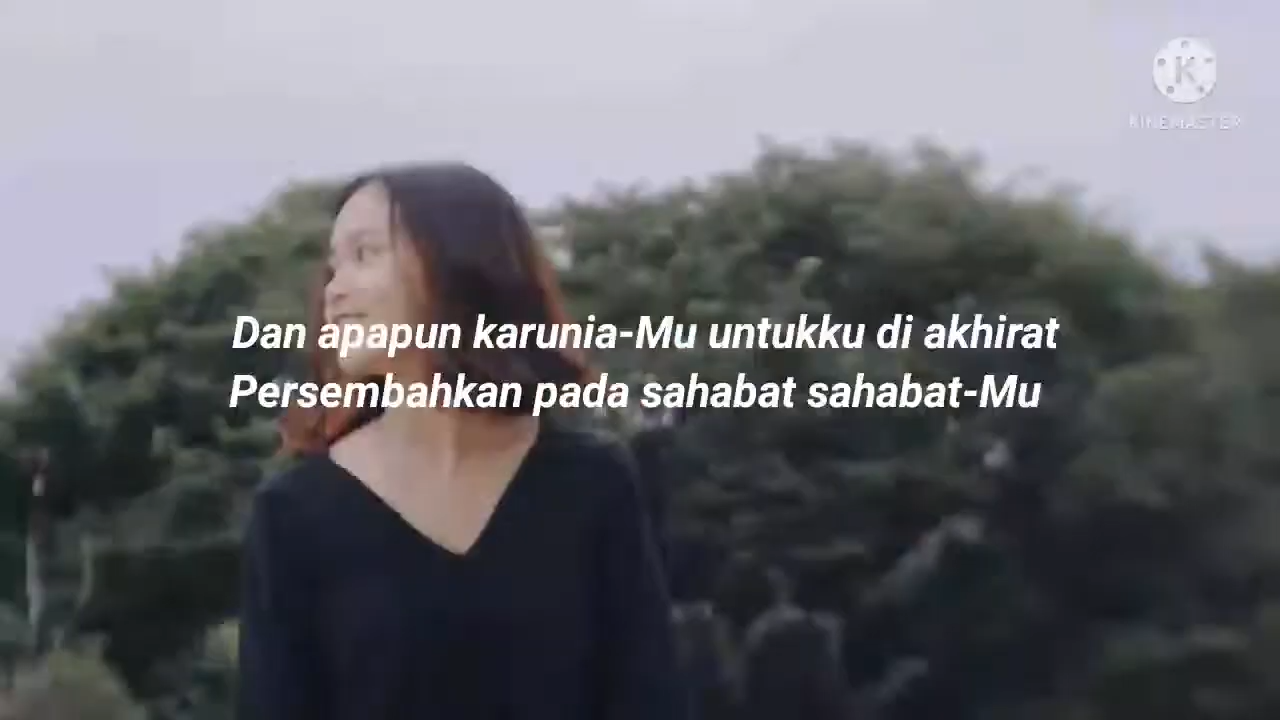 K
KINEMASTER
Dan apapun karunia-Mu untukku di akhirat
Persembahkan pada sahabat sahabat-Mu